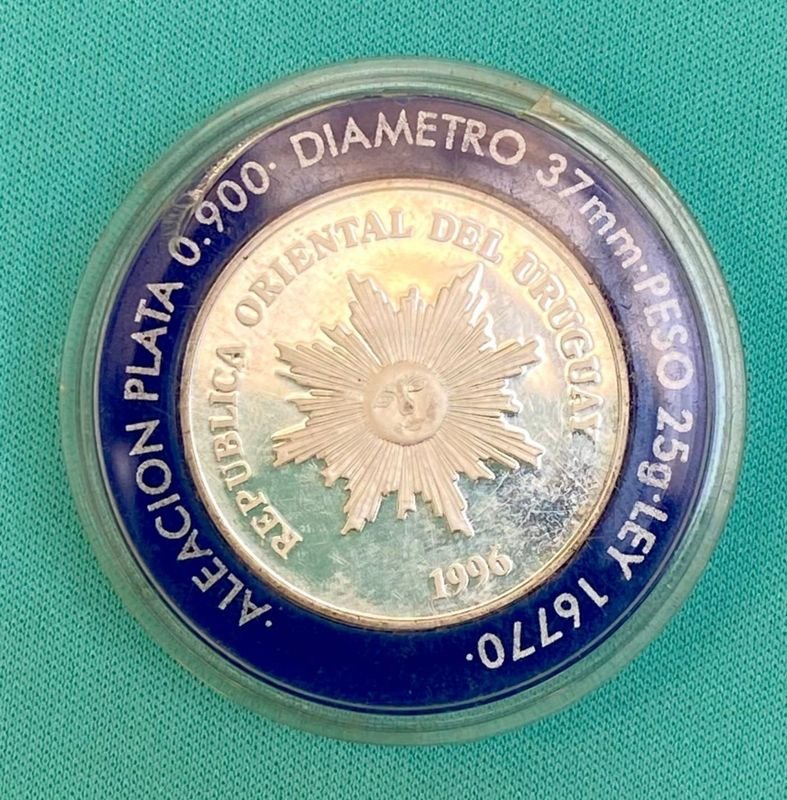 ·ALEACION PLATA 0.900· DIAMETRO 37mm·PESO 25g·LEY 16770·
REPUBLICA ORIENTAL DEL URUGUAY
1996